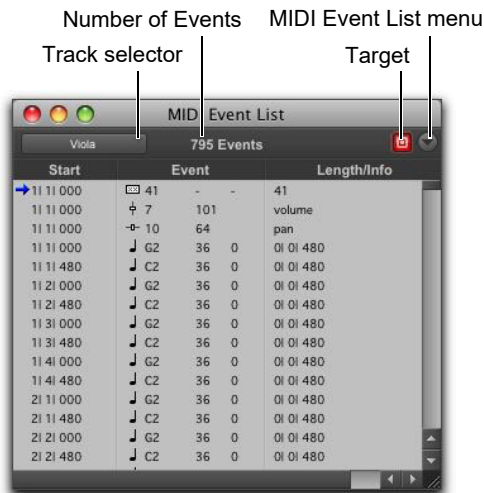 Number of Events MIDI Event List menu
Track selector Target
MIDI Event List
Viola 795 Events
Start Event Length/Info
1| 1| 000 41 - - 41
1| 1| 000 7 101 volume
1| 1| 000 10 64 pan
1| 1| 000 G2 36 0 0| 0| 480
1| 1| 480 C2 36 0 0| 0| 480
1| 2| 000 G2 36 0 0| 0| 480
1| 2| 480 C2 36 0 0| 0| 480
1| 3| 000 G2 36 0 0| 0| 480
1| 3| 480 C2 36 0 0| 0| 480
1| 4| 000 G2 36 0 0| 0| 480
1| 4| 480 C2 36 0 0| 0| 480
2| 1| 000 G2 36 0 0| 0| 480
2| 1| 480 C2 36 0 0| 0| 480
2| 2| 000 G2 36 0 0| 0| 480
2| 2| 480 C2 36 0 0| 0| 480